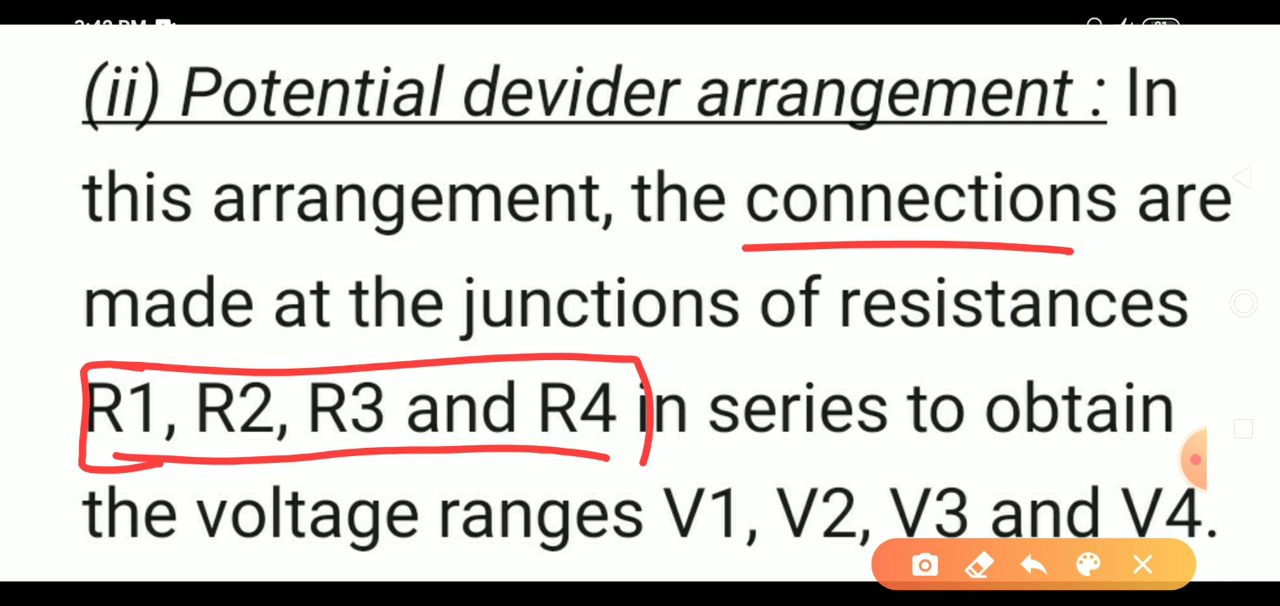 (ii) Potential devider arrangement : In
this arrangement, the connections are
made at the junctions of resistances
R1, R2, R3 and R4 in series to obtain
the voltage ranges V1, V2, V3 and V4.